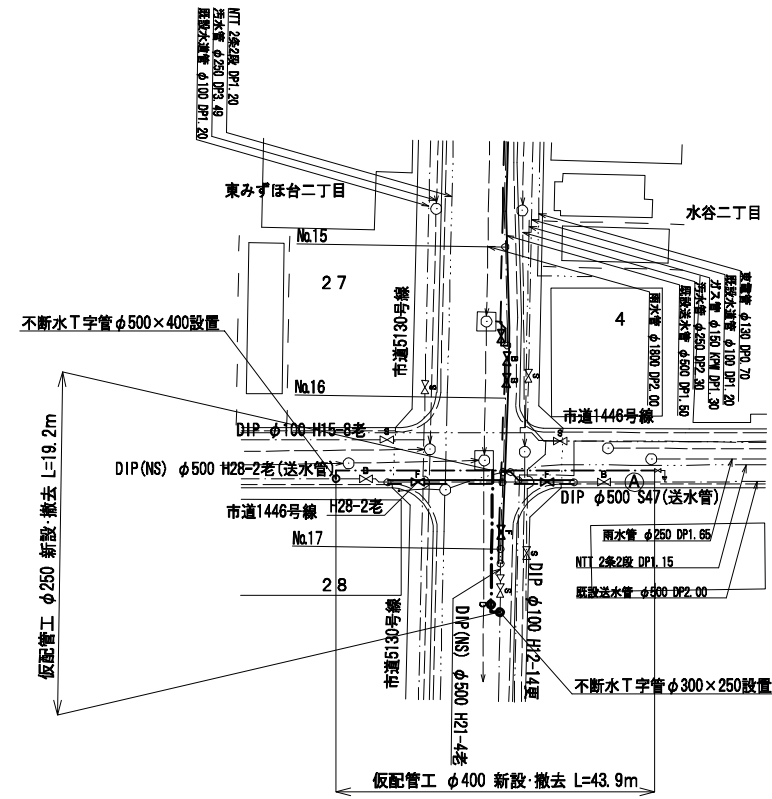 NTT 2条2段 DP1.20
汚水管 φ250 DP3.49
既設水道管 φ100 DP1.20
東みずほ台二丁目
水谷二丁目
No.15
27
4
市道5130号線
東電管 φ130 DP0.70
既設水道管 φ100 DP1.20
ガス管 φ150 KPM DP1.30
汚水管 φ250 DP2.30
既設送水管 φ500 DP1.60
雨水管 φ1800 DP2.00
不断水T字管φ500×400設置
No.16
市道1446号線
DIP φ100 H15-8老
DIP(NS) φ500 H28-2老(送水管)
市道1446号線
H28-2老
DIP φ500 S47(送水管)
A
No.17
雨水管 φ250 DP1.65
NTT 2条2段 DP1.15
既設送水管 φ500 DP2.00
28
市道5130号線
DIP(NS) φ500 H21-4老
DIP φ100 H12-14更
不断水T字管φ300×250設置
仮配管工 φ250 新設・撤去 L=19.2m
仮配管工 φ400 新設・撤去 L=43.9m